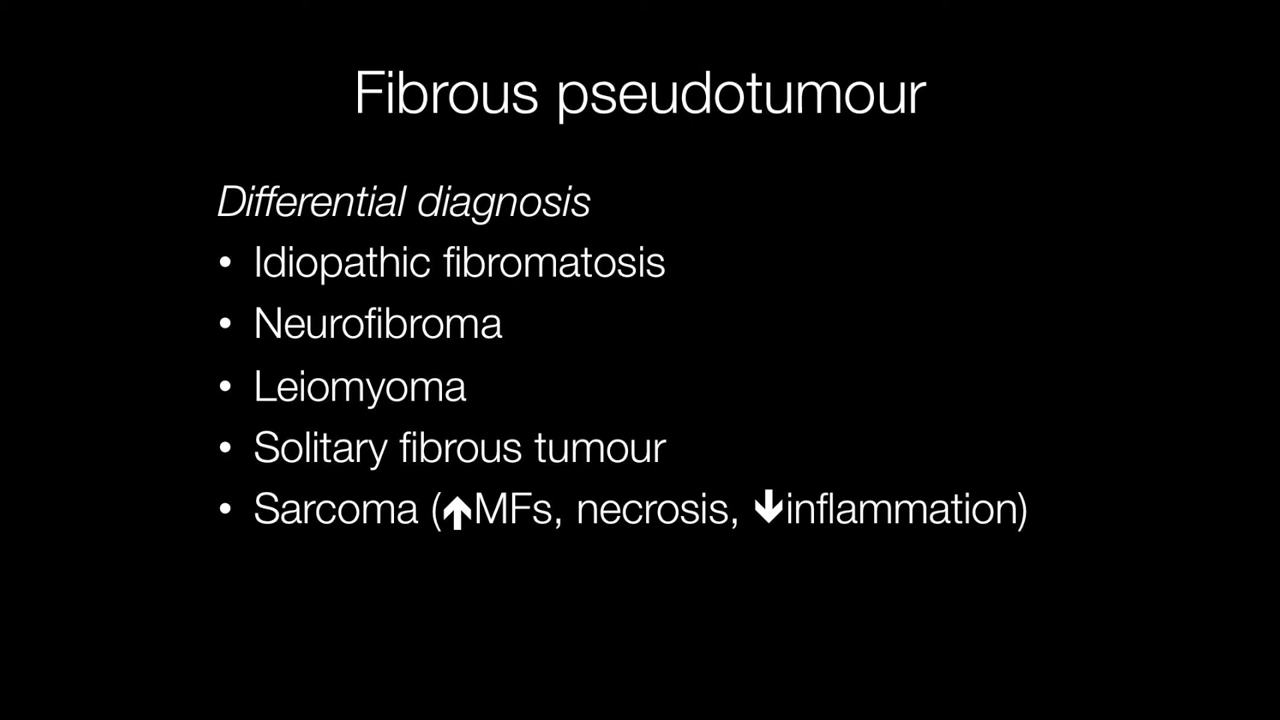 Fibrous pseudotumour
Differential diagnosis
• Idiopathic fibromatosis
• Neurofibroma
• Leiomyoma
• Solitary fibrous tumour
• Sarcoma (⬆MFs, necrosis, ⬇inflammation)